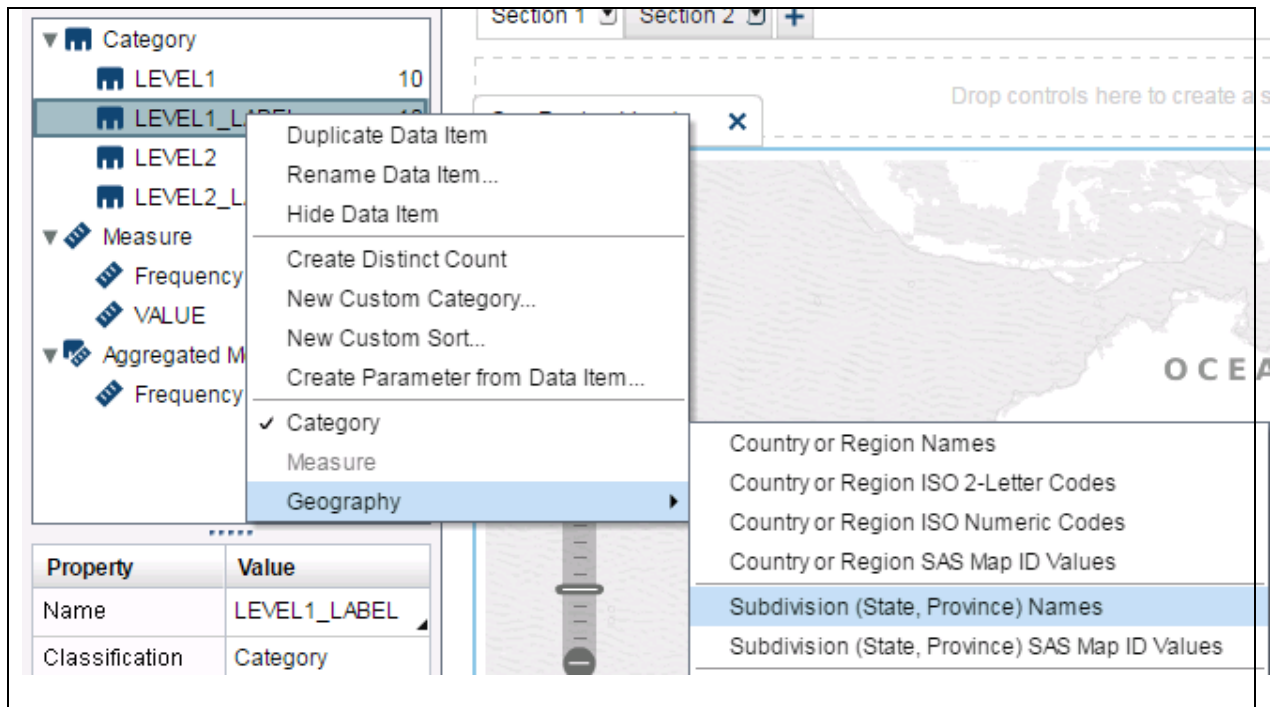 Category
LEVEL1 10
LEVEL1_LABEL
LEVEL2
LEVEL2_L
Measure
Frequency
VALUE
Aggregated M
Frequency
Property Value
Name LEVEL1_LABEL
Classification Category
Section 1 Section 2 +
Drop controls here to create a s
OCEA
Duplicate Data Item
Rename Data Item...
Hide Data Item
Create Distinct Count
New Custom Category...
New Custom Sort...
Create Parameter from Data Item...
Category
Measure
Geography
Country or Region Names
Country or Region ISO 2-Letter Codes
Country or Region ISO Numeric Codes
Country or Region SAS Map ID Values
Subdivision (State, Province) Names
Subdivision (State, Province) SAS Map ID Values